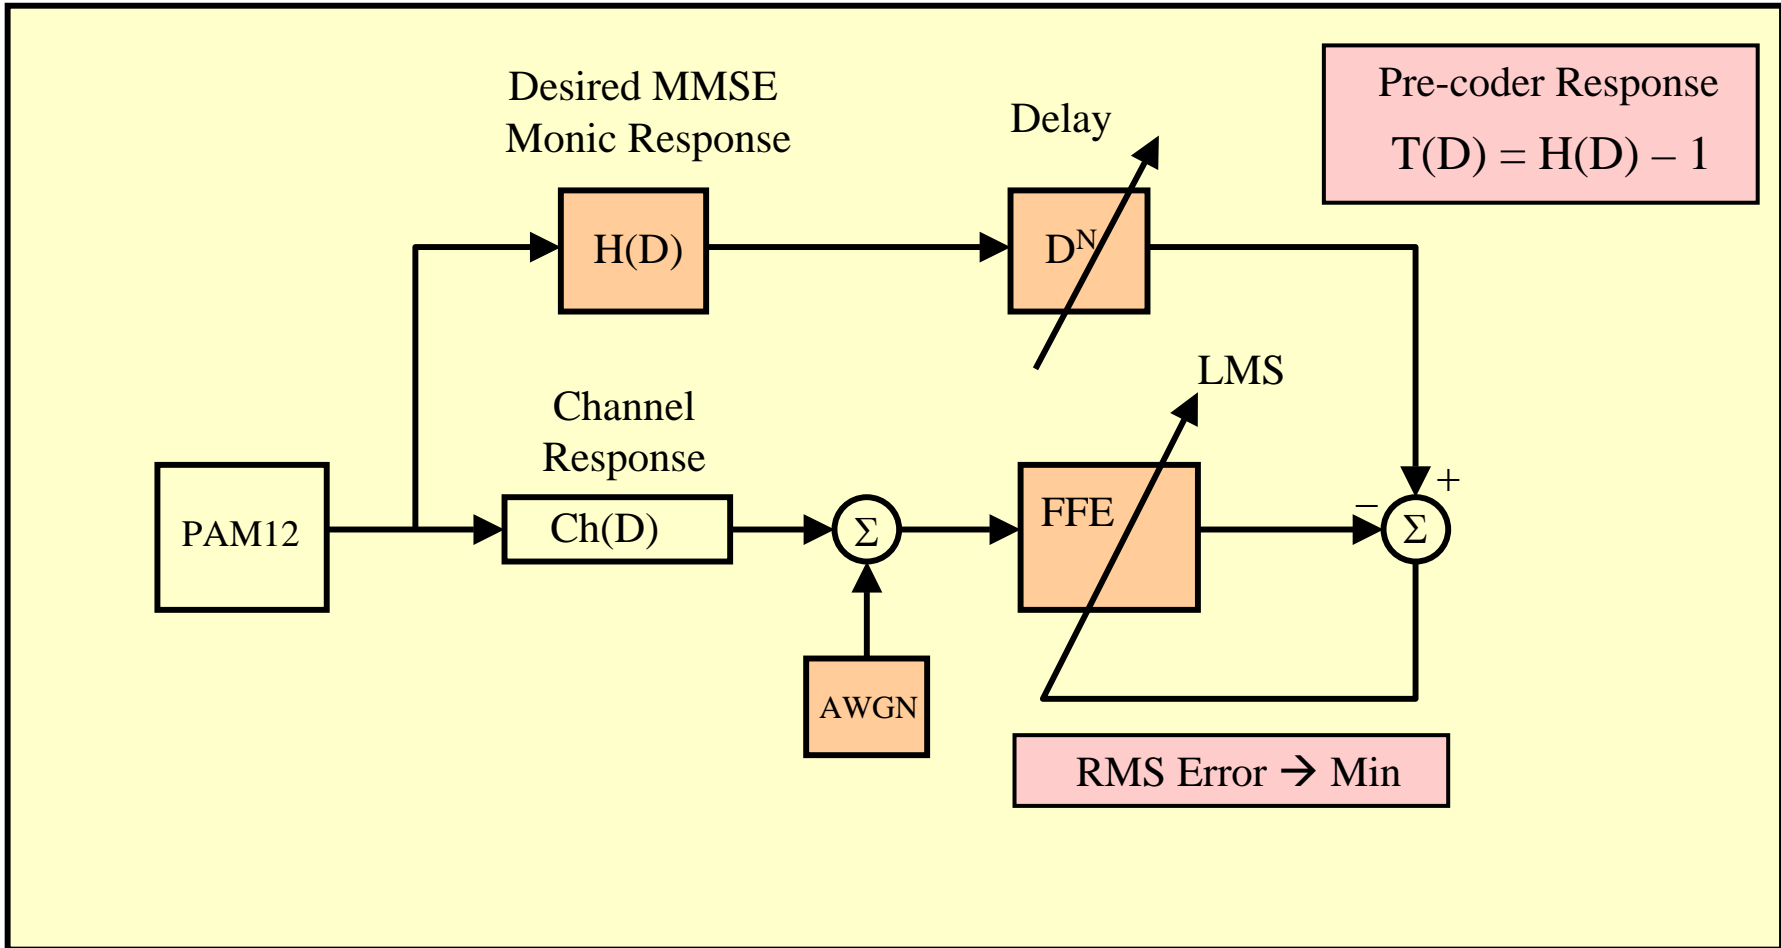 Desired MMSE
Monic Response
Delay
Pre-coder Response
T(D) = H(D) – 1
H(D)
Dᴺ
LMS
Channel
Response
PAM12
Ch(D)
Σ
FFE
–
+
Σ
AWGN
RMS Error → Min